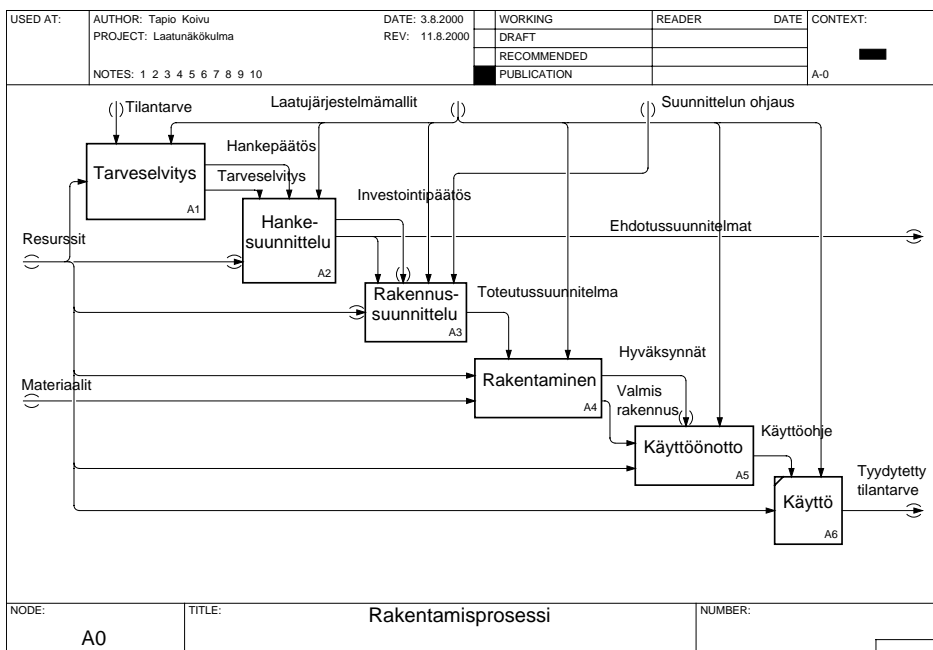 USED AT:
AUTHOR: Tapio Koivu
DATE: 3.8.2000
WORKING
READER
DATE
CONTEXT:
PROJECT: Laatunäkökulma
REV: 11.8.2000
DRAFT
RECOMMENDED
NOTES: 1 2 3 4 5 6 7 8 9 10
PUBLICATION
A-0
Tilantarve
Laatujärjestelmämallit
Suunnittelun ohjaus
Hankepäätös
Tarveselvitys
A1
Tarveselvitys
Investointipäätös
Hanke-
suunnittelu
A2
Ehdotussuunnitelmat
Resurssit
Rakennus-
suunnittelu
A3
Toteutussuunnitelma
Hyväksynnät
Rakentaminen
A4
Materiaalit
Valmis
rakennus
Käyttöönotto
A5
Käyttöohje
Tyydytetty
tilantarve
Käyttö
A6
NODE:
TITLE:
NUMBER:
Rakentamisprosessi
A0